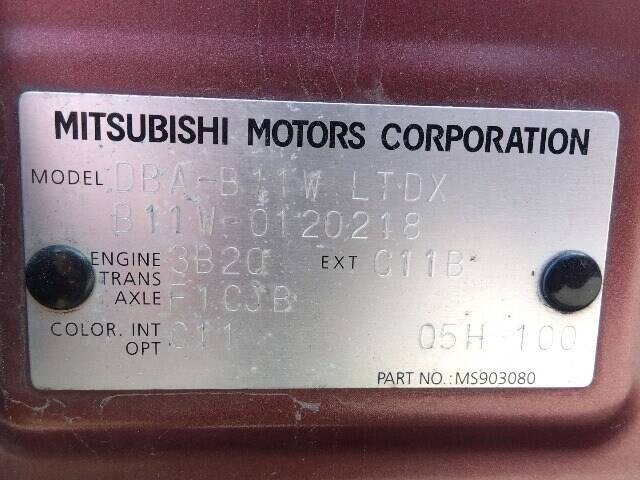 MITSUBISHI MOTORS CORPORATION
MODEL DBA-B11W LTDX
B11W-0120218
ENGINE 3B20 EXT C11B
TRANS
AXLE F1CJB
COLOR. INT C11 05H 100
OPT
PART NO.: MS903080